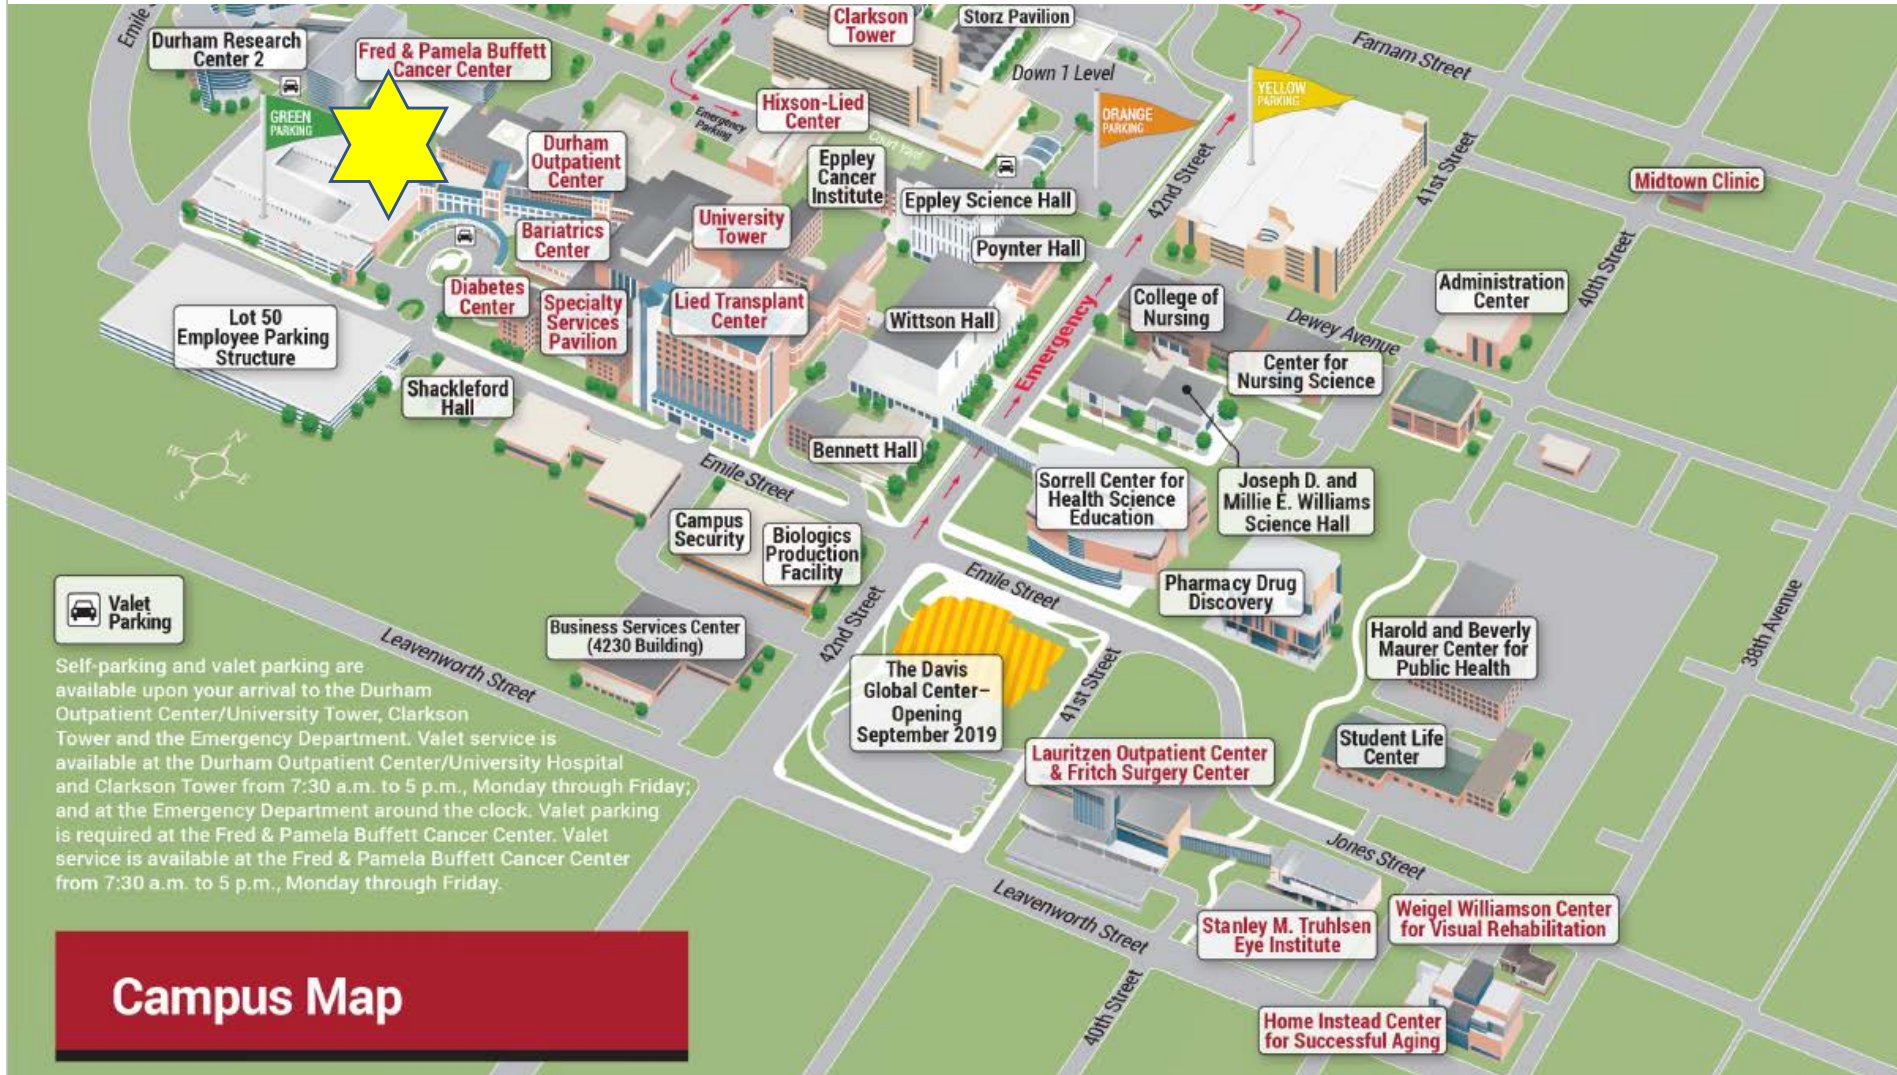 Emile
Durham Research
Center 2
Fred & Pamela Buffett
Cancer Center
Clarkson
Tower
Storz Pavilion
Down 1 Level
Farnam Street
GREEN
PARKING
Emergency
Parking
Hixson-Lied
Center
Court Yard
ORANGE
PARKING
YELLOW
PARKING
Durham
Outpatient
Center
Eppley
Cancer
Institute
Eppley Science Hall
42nd Street
41st Street
Midtown Clinic
University
Tower
Bariatrics
Center
Poynter Hall
Diabetes
Center
Specialty
Services
Pavilion
Lied Transplant
Center
Wittson Hall
Emergency
College of
Nursing
Dewey Avenue
Administration
Center
40th Street
Lot 50
Employee Parking
Structure
Shackleford
Hall
Center for
Nursing Science
N
W
E
S
Emile Street
Bennett Hall
Sorrell Center for
Health Science
Education
Joseph D. and
Millie E. Williams
Science Hall
Campus
Security
Biologics
Production
Facility
Emile Street
Pharmacy Drug
Discovery
Valet
Parking
Leavenworth Street
Business Services Center
(4230 Building)
42nd Street
Harold and Beverly
Maurer Center for
Public Health
38th Avenue
The Davis
Global Center–
Opening
September 2019
41st Street
Self-parking and valet parking are
available upon your arrival to the Durham
Outpatient Center/University Tower, Clarkson
Tower and the Emergency Department. Valet service is
available at the Durham Outpatient Center/University Hospital
and Clarkson Tower from 7:30 a.m. to 5 p.m., Monday through Friday;
and at the Emergency Department around the clock. Valet parking
is required at the Fred & Pamela Buffett Cancer Center. Valet
service is available at the Fred & Pamela Buffett Cancer Center
from 7:30 a.m. to 5 p.m., Monday through Friday.
Lauritzen Outpatient Center
& Fritch Surgery Center
Student Life
Center
Jones Street
Leavenworth Street
Stanley M. Truhlsen
Eye Institute
Weigel Williamson Center
for Visual Rehabilitation
40th Street
Home Instead Center
for Successful Aging
Campus Map